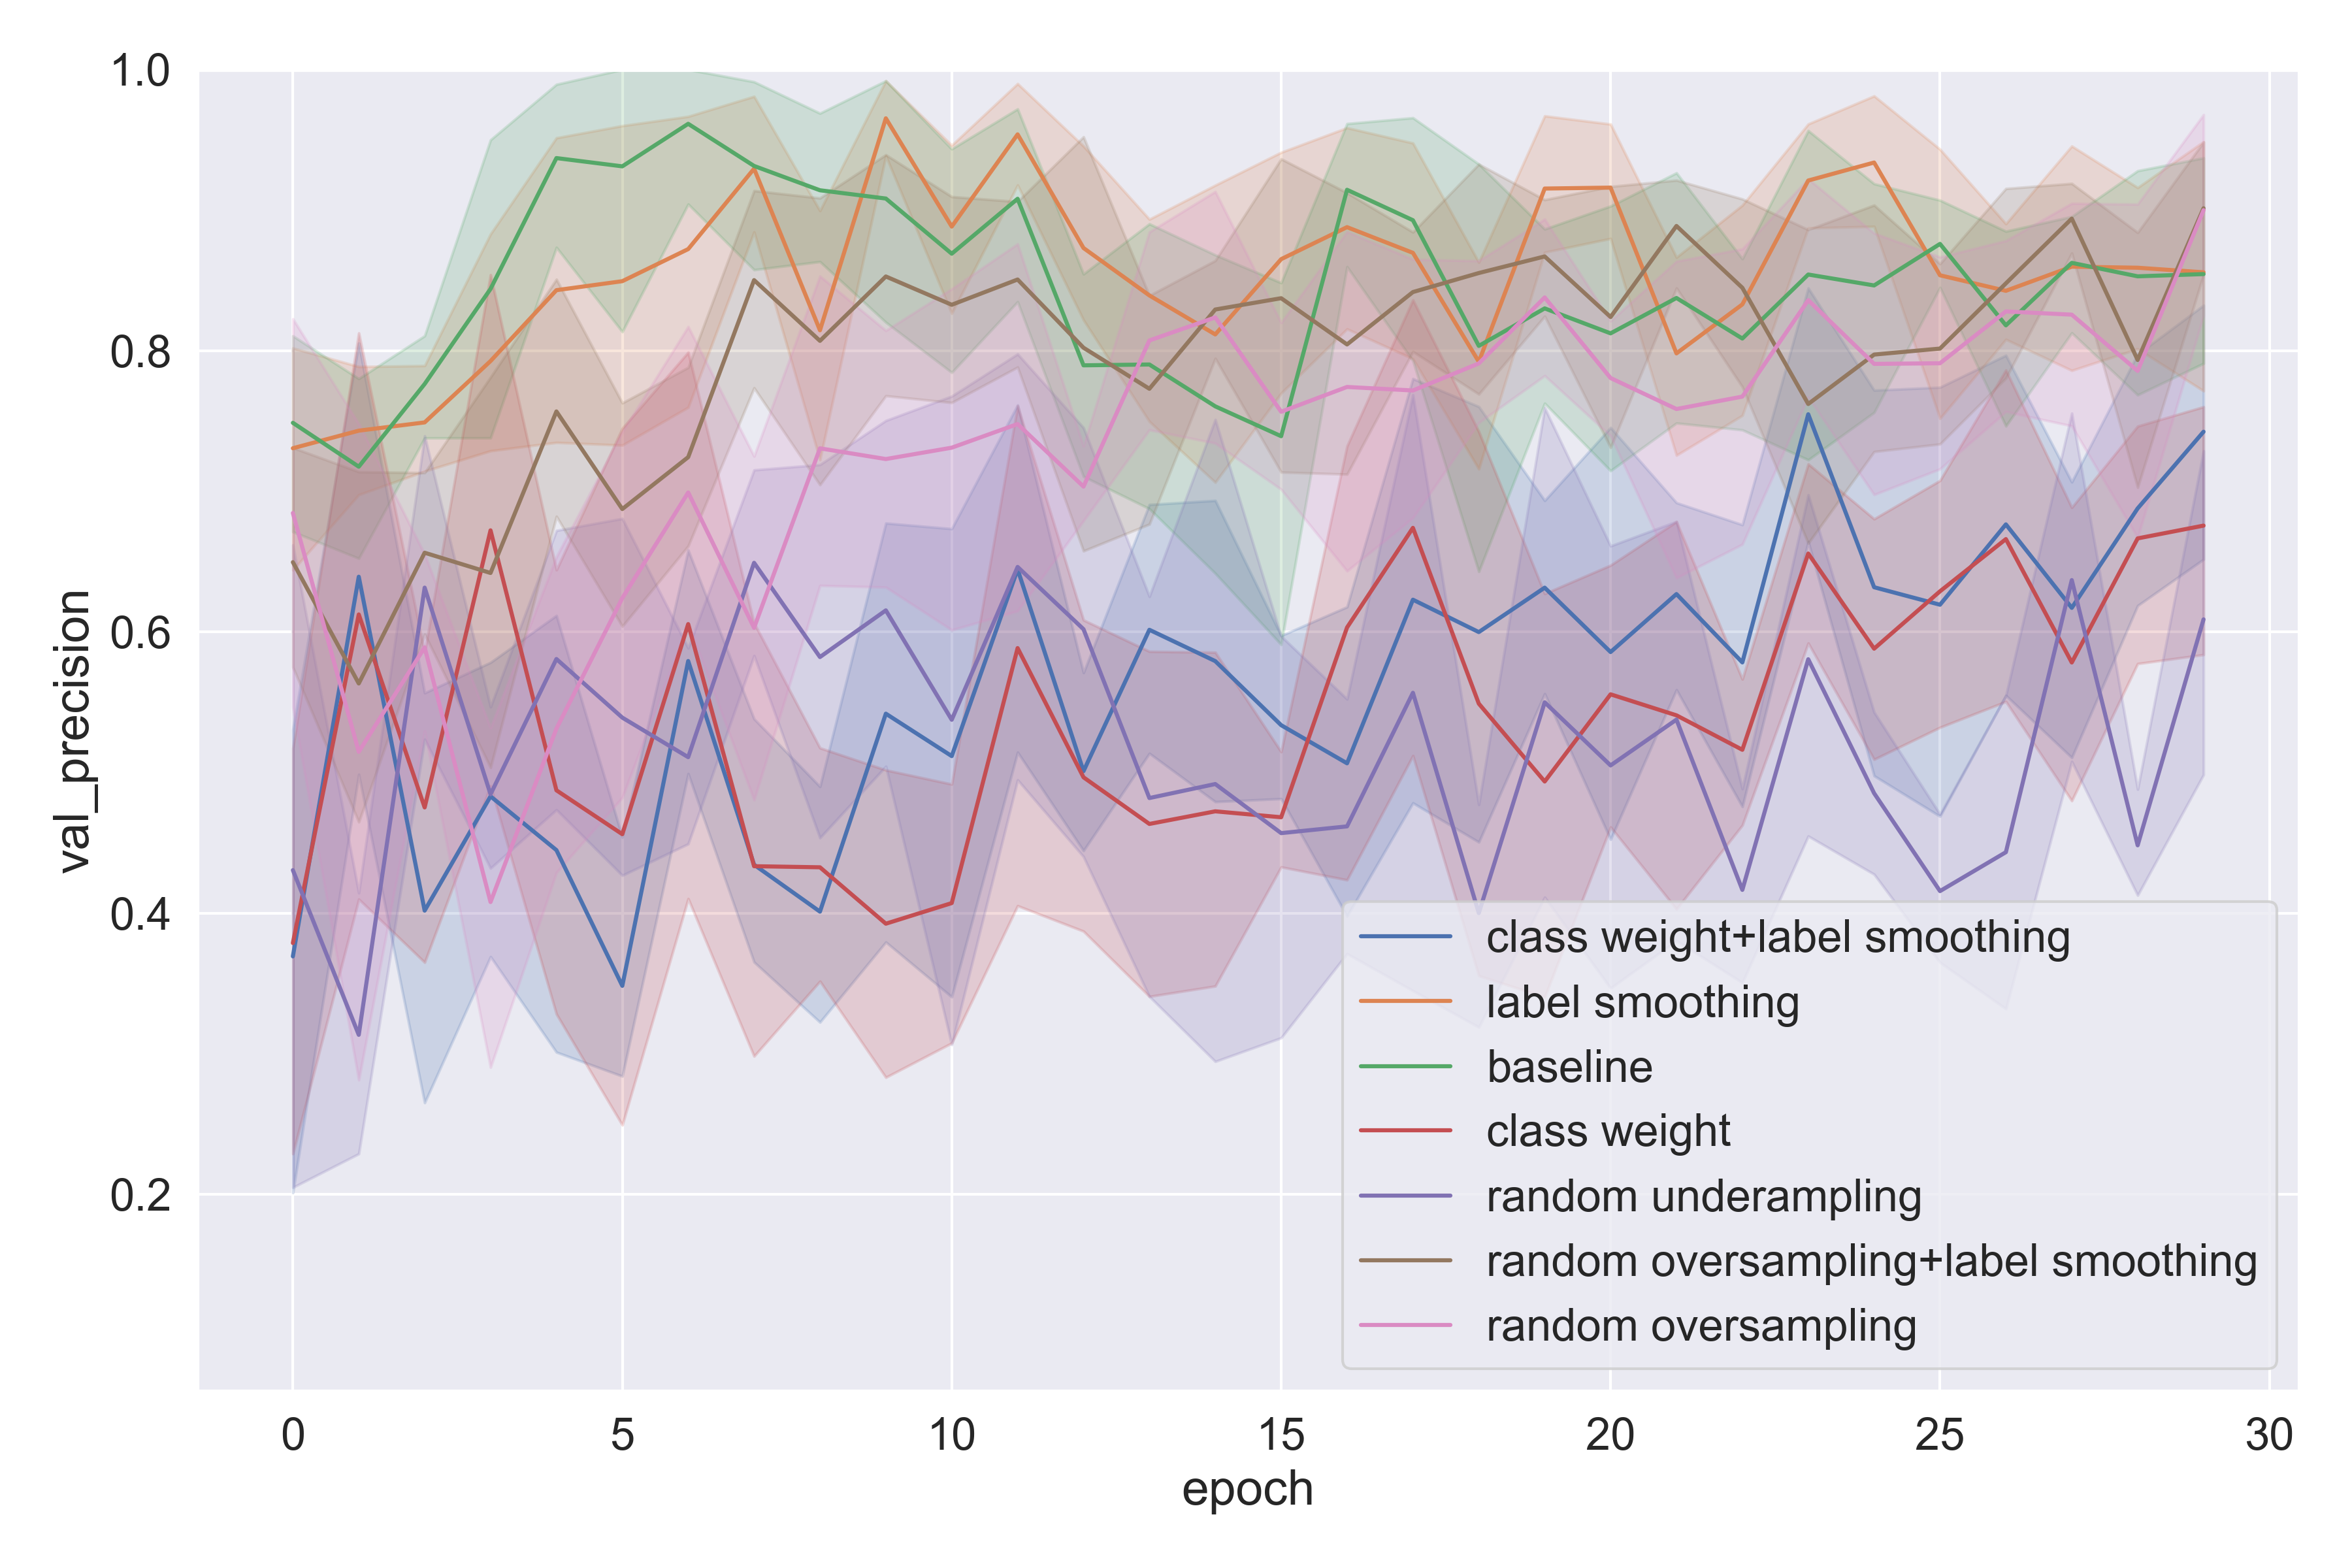 1.0
0.8
0.6
0.4
0.2
val_precision
0 5 10 15 20 25 30
epoch
class weight+label smoothing
label smoothing
baseline
class weight
random underampling
random oversampling+label smoothing
random oversampling